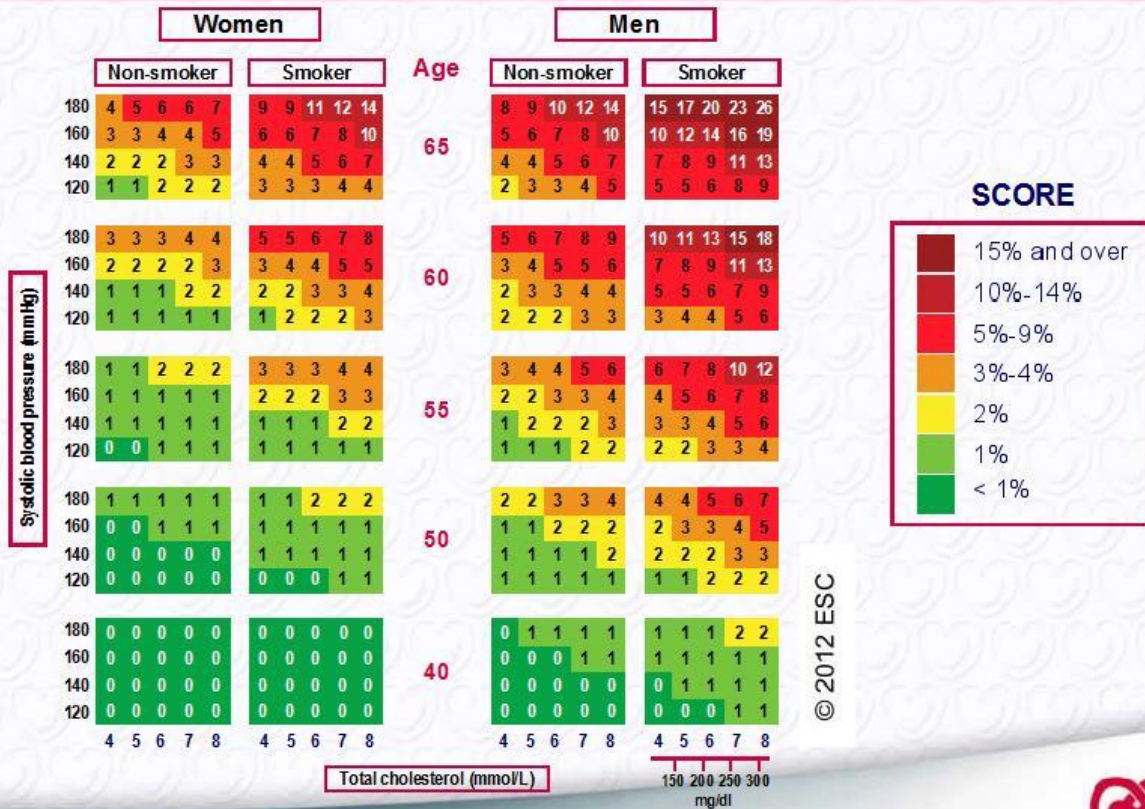 Women Men
Non-smoker Smoker Age Non-smoker Smoker
180 4 5 6 6 7 9 9 11 12 14 8 9 10 12 14 15 17 20 23 26
160 3 3 4 4 5 6 6 7 8 10 65 5 6 7 8 10 10 12 14 16 19
140 2 2 2 3 3 4 4 5 6 7 4 4 5 6 7 7 8 9 11 13
120 1 1 2 2 2 3 3 3 4 4 2 3 3 4 5 5 5 6 8 9
180 3 3 3 4 4 5 5 6 7 8 5 6 7 8 9 10 11 13 15 18
160 2 2 2 2 3 3 4 4 5 5 60 3 4 5 5 6 7 8 9 11 13
140 1 1 1 2 2 2 2 3 3 4 2 3 3 4 4 5 5 6 7 9
120 1 1 1 1 1 1 2 2 2 3 2 2 2 3 3 3 4 4 5 6
180 1 1 2 2 2 3 3 3 4 4 3 4 4 5 6 6 7 8 10 12
160 1 1 1 1 1 2 2 2 3 3 55 2 2 3 3 4 4 5 6 7 8
140 1 1 1 1 1 1 1 1 2 2 1 2 2 2 3 3 3 4 5 6
120 0 0 1 1 1 1 1 1 1 1 1 1 1 2 2 2 2 3 3 4
180 1 1 1 1 1 1 1 2 2 2 2 2 3 3 4 4 4 5 6 7
160 0 0 1 1 1 1 1 1 1 1 50 1 1 2 2 2 2 3 3 4 5
140 0 0 0 0 0 1 1 1 1 1 1 1 1 1 2 2 2 2 3 3
120 0 0 0 0 0 0 0 0 1 1 1 1 1 1 1 1 1 2 2 2
180 0 0 0 0 0 0 0 0 0 0 0 1 1 1 1 1 1 1 2 2
160 0 0 0 0 0 0 0 0 0 0 40 0 0 0 1 1 1 1 1 1 1
140 0 0 0 0 0 0 0 0 0 0 0 0 0 0 0 0 1 1 1 1
120 0 0 0 0 0 0 0 0 0 0 0 0 0 0 0 0 0 0 1 1
4 5 6 7 8 4 5 6 7 8 4 5 6 7 8 4 5 6 7 8
Systolic blood pressure (mmHg)
Total cholesterol (mmol/L)
150 200 250 300
mg/dl
© 2012 ESC
SCORE
15% and over
10%-14%
5%-9%
3%-4%
2%
1%
< 1%